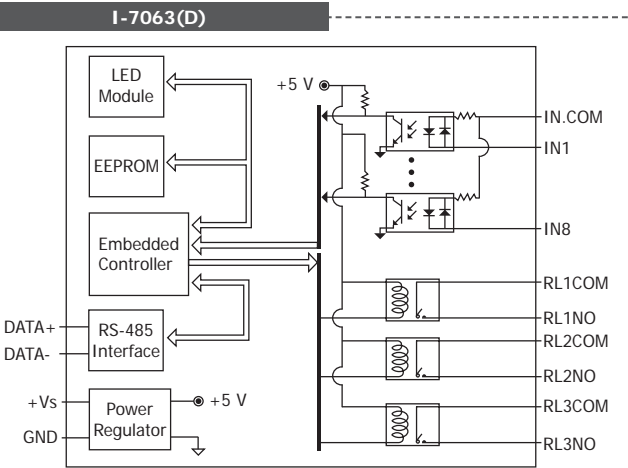 I-7063(D)
LED
Module
EEPROM
Embedded
Controller
RS-485
Interface
Power
Regulator
DATA+
DATA-
+Vs
GND
+5 V
+5 V
IN.COM
IN1
IN8
RL1COM
RL1NO
RL2COM
RL2NO
RL3COM
RL3NO